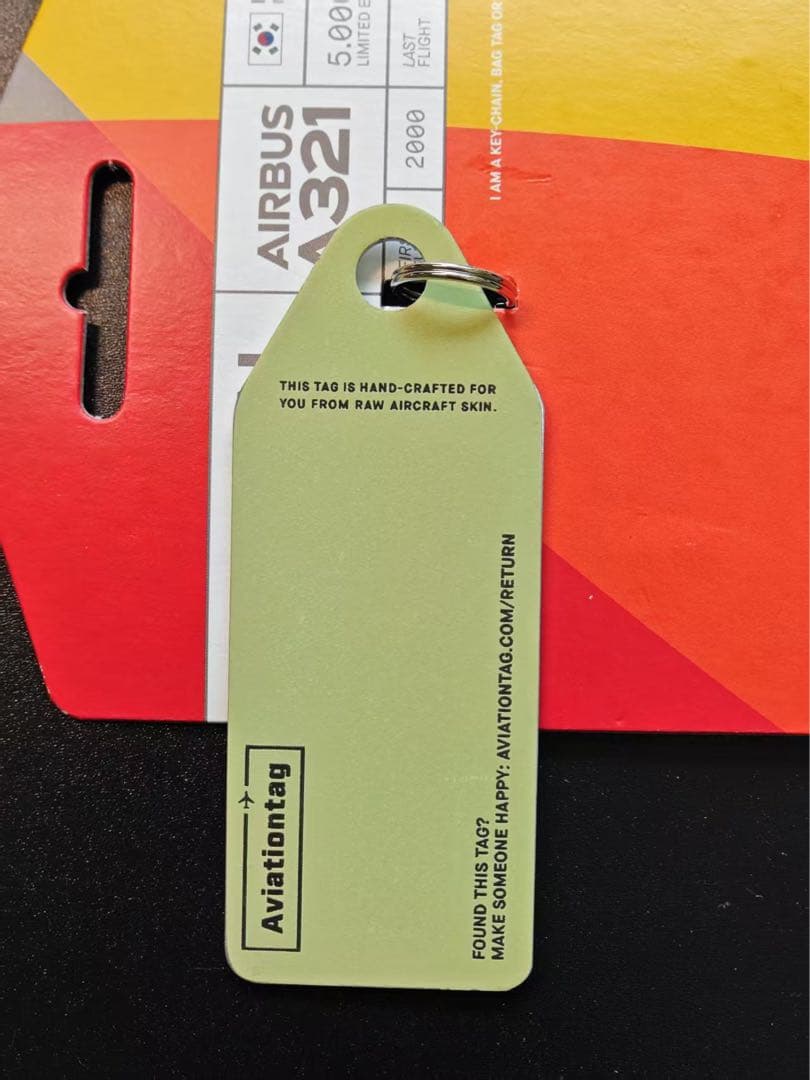 5.000
LIMITED E
LAST
FLIGHT
2000
AIRBUS
A321
I AM A KEY-CHAIN, BAG TAG OR
THIS TAG IS HAND-CRAFTED FOR
YOU FROM RAW AIRCRAFT SKIN.
Aviationtag
FOUND THIS TAG?
MAKE SOMEONE HAPPY: AVIATIONTAG.COM/RETURN